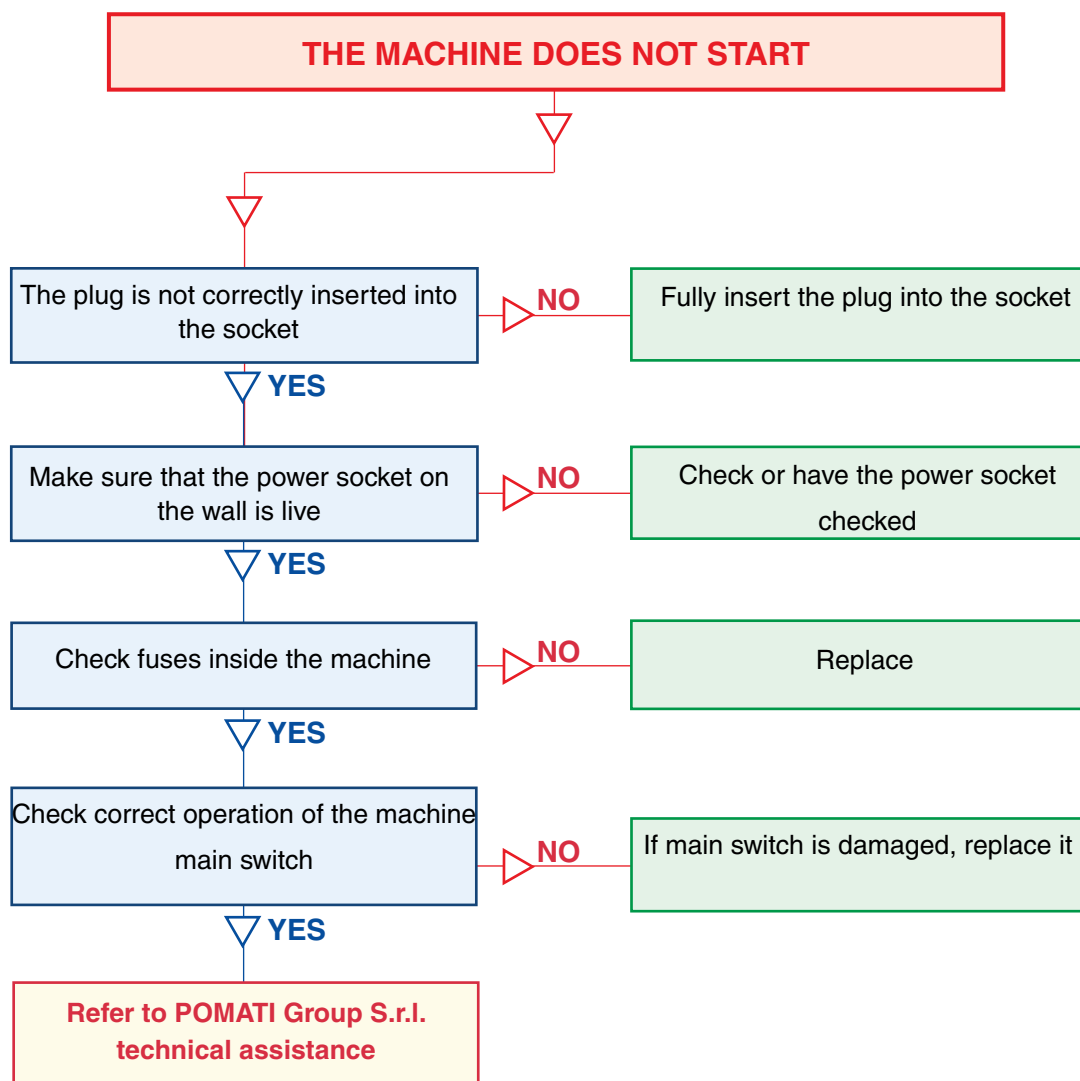 THE MACHINE DOES NOT START
The plug is not correctly inserted into
the socket
NO
Fully insert the plug into the socket
YES
Make sure that the power socket on
the wall is live
NO
Check or have the power socket
checked
YES
Check fuses inside the machine
NO
Replace
YES
Check correct operation of the machine
main switch
NO
If main switch is damaged, replace it
YES
Refer to POMATI Group S.r.l.
technical assistance